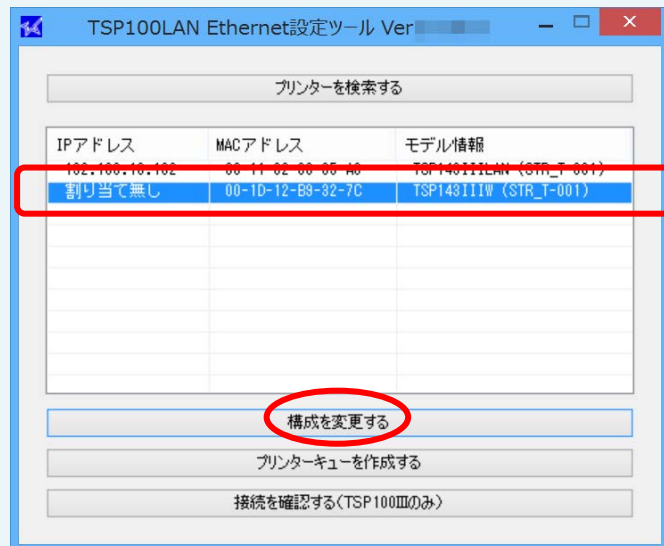 TSP100LAN Ethernet設定ツール Ver
プリンターを検索する
IPアドレス MACアドレス モデル情報
TSP143IIILAN (STR_T-001)
割り当て無し 00-1D-12-B9-32-7C TSP143IIIW (STR_T-001)
構成を変更する
プリンターキューを作成する
接続を確認する(TSP100Ⅲのみ)